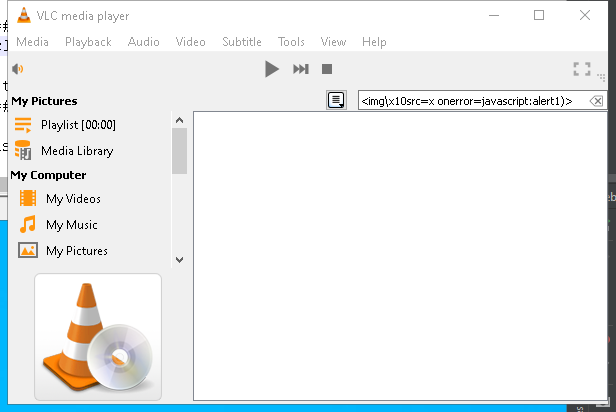 VLC media player
Media Playback Audio Video Subtitle Tools View Help
My Pictures
<img\x10src=x onerror=javascript:alert1)>
Playlist [00:00]
Media Library
My Computer
My Videos
My Music
My Pictures